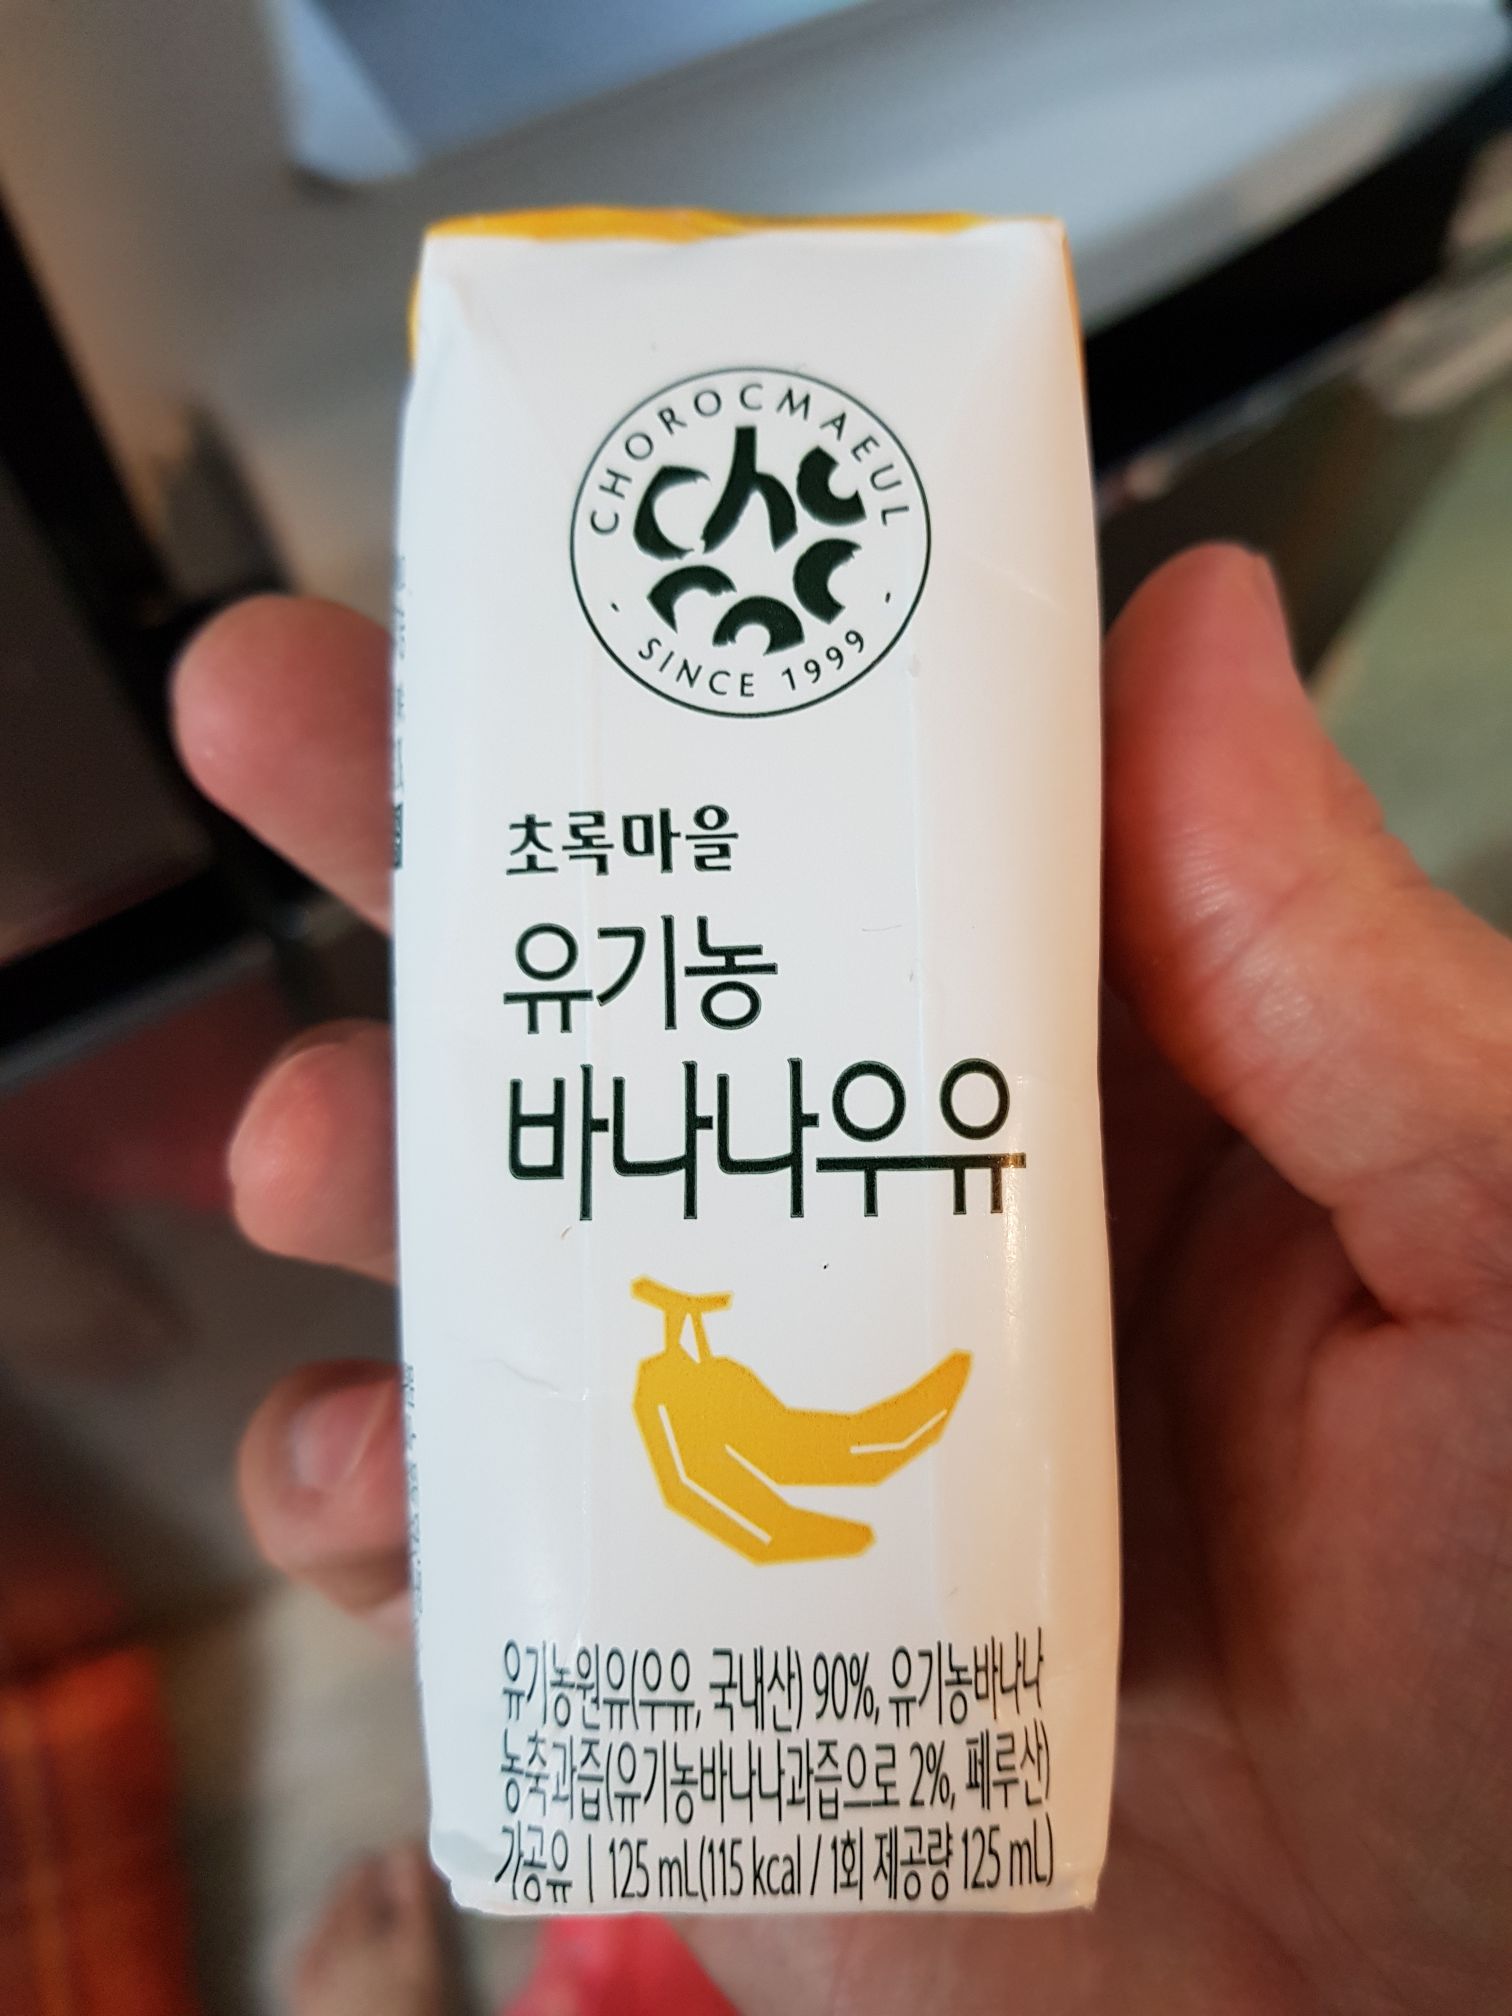 CHOROCMAEUL
choroc
SINCE 1999
초록마을
유기농
바나나우유
유기농원유(우유, 국내산) 90%, 유기농바나나
농축과즙(유기농바나나과즙으로 2%, 페루산)
가공유 | 125 mL(115 kcal / 1회 제공량 125 mL)